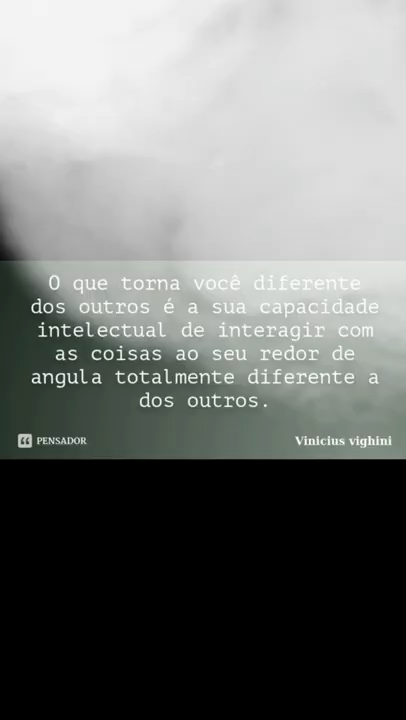 O que torna você diferente
dos outros é a sua capacidade
intelectual de interagir com
as coisas ao seu redor de
angula totalmente diferente a
dos outros.
PENSADOR
Vinicius vighini